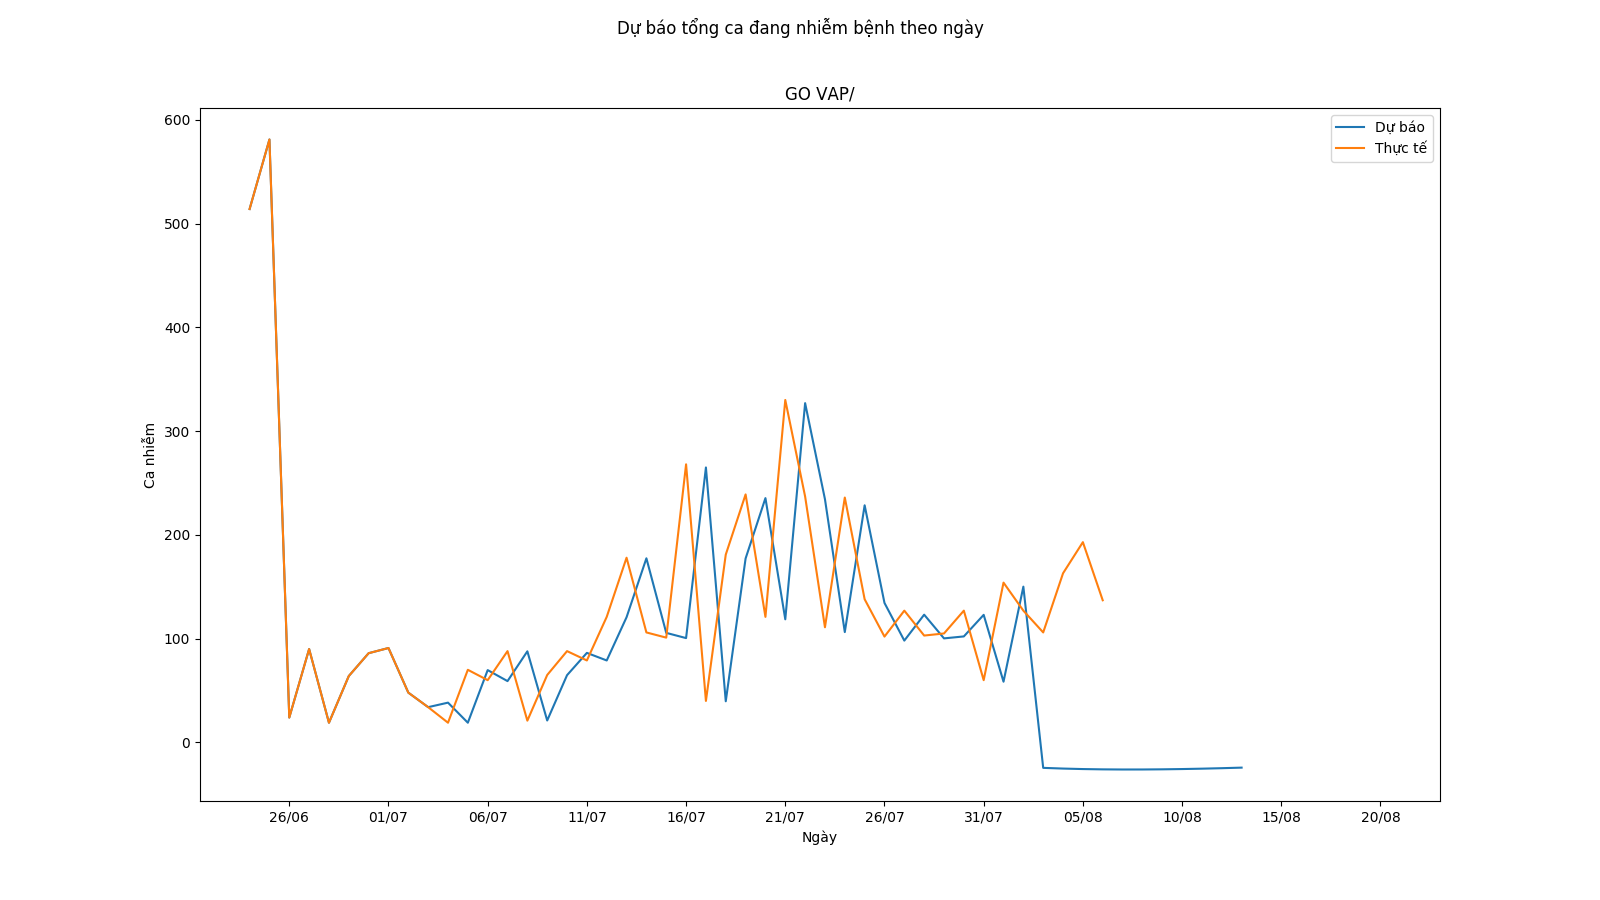 Dự báo tổng ca đang nhiễm bệnh theo ngày
GO VAP/
Dự báo
Thực tế
600
500
400
300
200
100
0
Ca nhiễm
26/06 01/07 06/07 11/07 16/07 21/07 26/07 31/07 05/08 10/08 15/08 20/08
Ngày